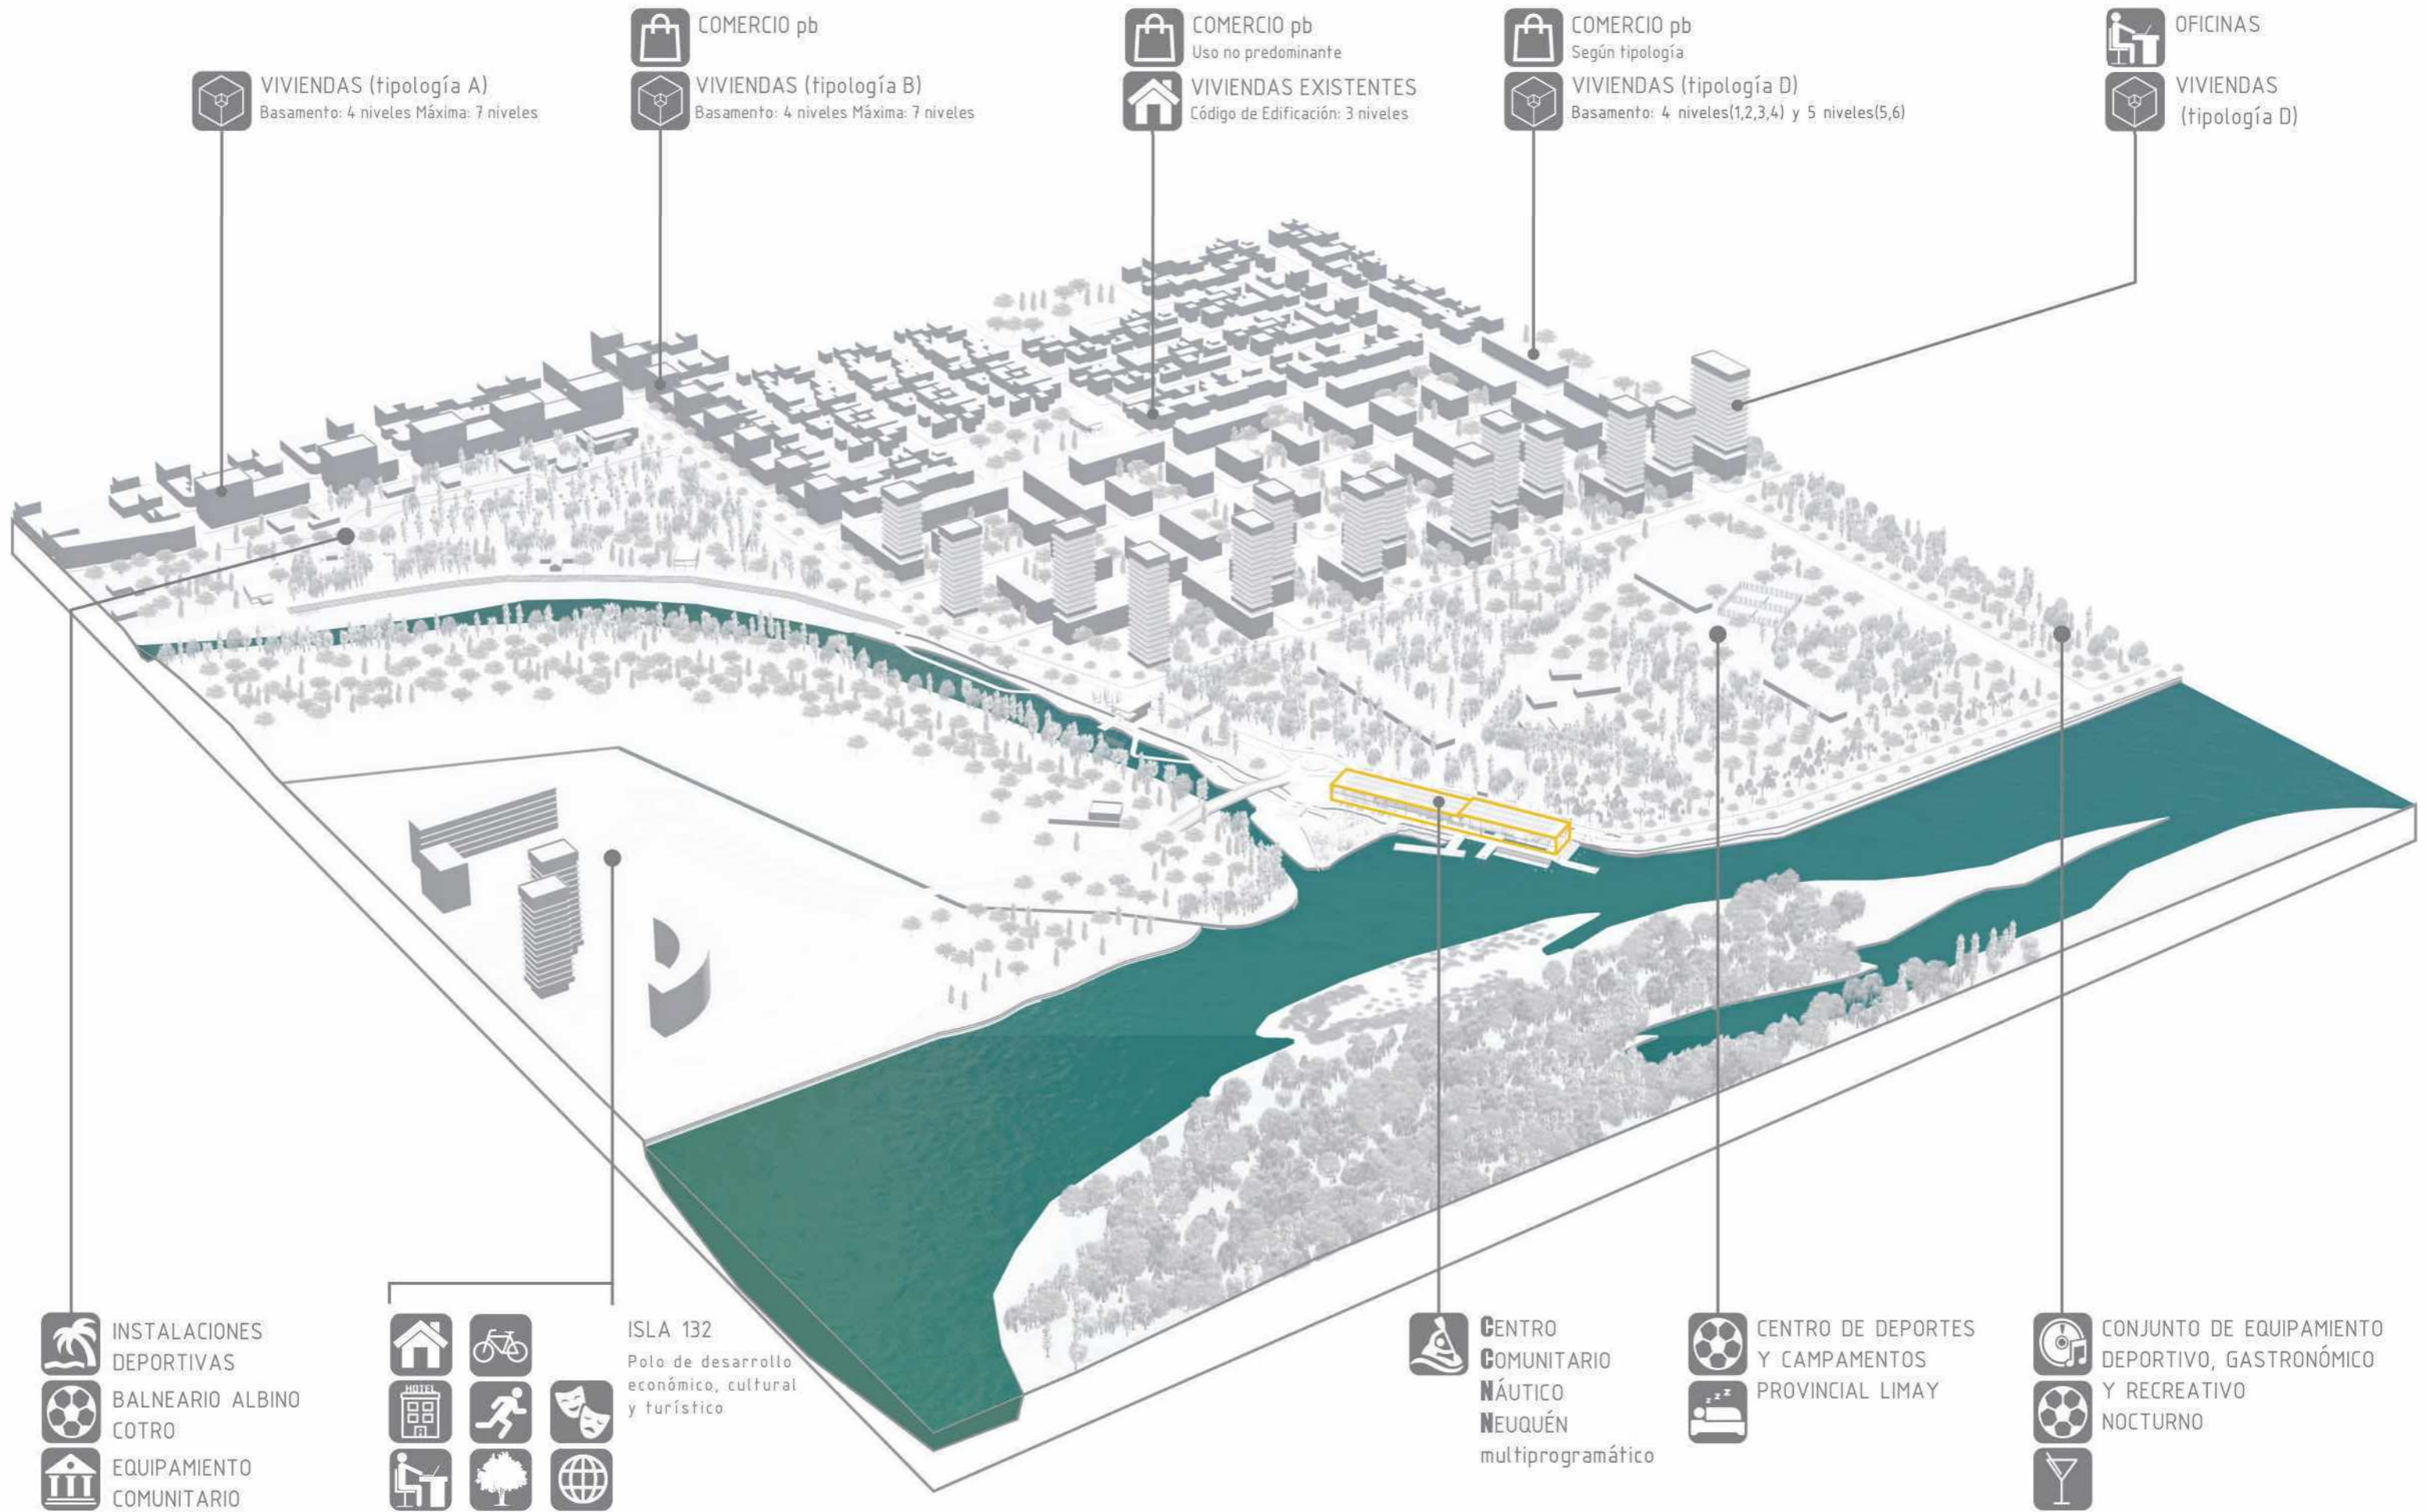 COMERCIO pb
VIVIENDAS (tipología A)
Basamento: 4 niveles Máxima: 7 niveles
VIVIENDAS (tipología B)
Basamento: 4 niveles Máxima: 7 niveles
COMERCIO pb
Uso no predominante
VIVIENDAS EXISTENTES
Código de Edificación: 3 niveles
COMERCIO pb
Según tipología
VIVIENDAS (tipología D)
Basamento: 4 niveles(1,2,3,4) y 5 niveles(5,6)
OFICINAS
VIVIENDAS
(tipología D)
INSTALACIONES
DEPORTIVAS
BALNEARIO ALBINO
COTRO
EQUIPAMIENTO
COMUNITARIO
HOTEL
ISLA 132
Polo de desarrollo
económico, cultural
y turístico
CENTRO
COMUNITARIO
NÁUTICO
NEUQUÉN
multiprogramático
CENTRO DE DEPORTES
Y CAMPAMENTOS
PROVINCIAL LIMAY
z z z
CONJUNTO DE EQUIPAMIENTO
DEPORTIVO, GASTRONÓMICO
Y RECREATIVO
NOCTURNO